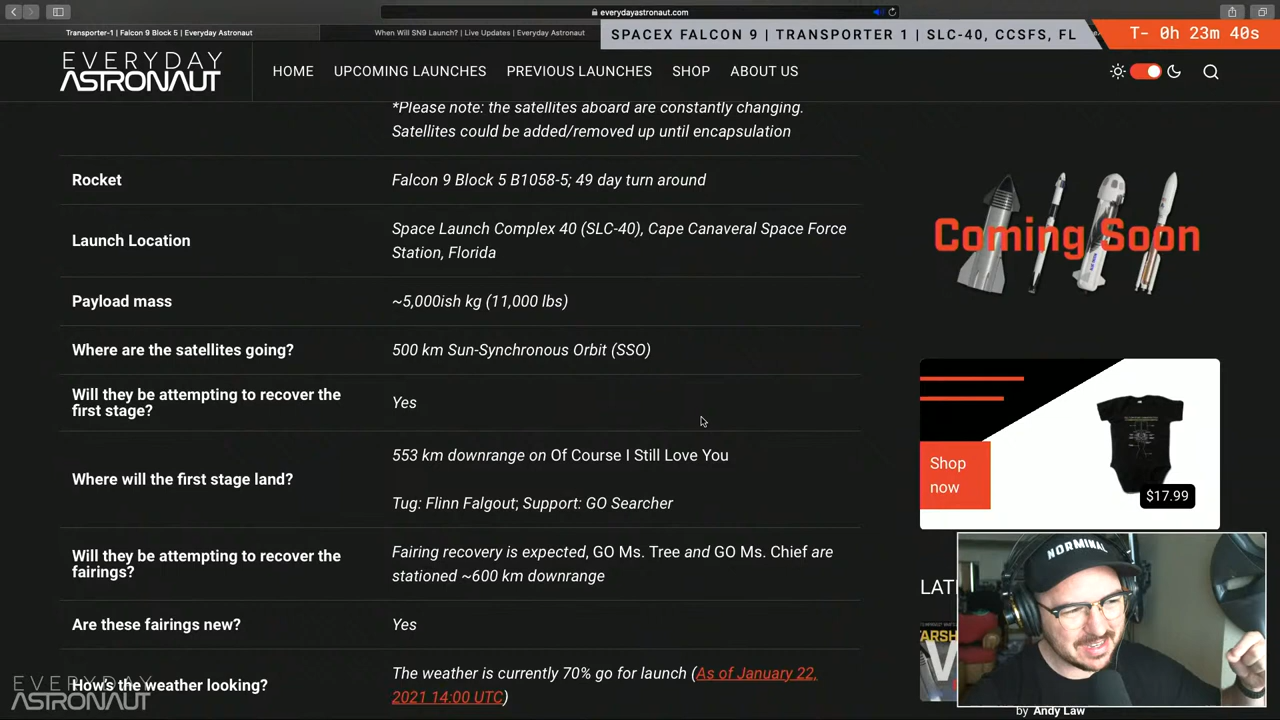 everydayastronaut.com
Transporter-1 | Falcon 9 Block 5 | Everyday Astronaut
When Will SN9 Launch? | Live Updates | Everyday Astronaut
SPACEX FALCON 9 | TRANSPORTER 1 | SLC-40, CCSFS, FL
T- 0h 23m 40s
EVERYDAY
ASTRONAUT
HOME
UPCOMING LAUNCHES
PREVIOUS LAUNCHES
SHOP
ABOUT US
*Please note: the satellites aboard are constantly changing.
Satellites could be added/removed up until encapsulation
Rocket
Falcon 9 Block 5 B1058-5; 49 day turn around
Launch Location
Space Launch Complex 40 (SLC-40), Cape Canaveral Space Force
Station, Florida
Payload mass
~5,000ish kg (11,000 lbs)
Where are the satellites going?
500 km Sun-Synchronous Orbit (SSO)
Will they be attempting to recover the
first stage?
Yes
Where will the first stage land?
553 km downrange on Of Course I Still Love You
Tug: Flinn Falgout; Support: GO Searcher
Will they be attempting to recover the
fairings?
Fairing recovery is expected, GO Ms. Tree and GO Ms. Chief are
stationed ~600 km downrange
Are these fairings new?
Yes
How's the weather looking?
The weather is currently 70% go for launch (As of January 22,
2021 14:00 UTC)
EVERYDAY
ASTRONAUT
Coming Soon
Shop
now
$17.99
NORMINAL
by Andy Law